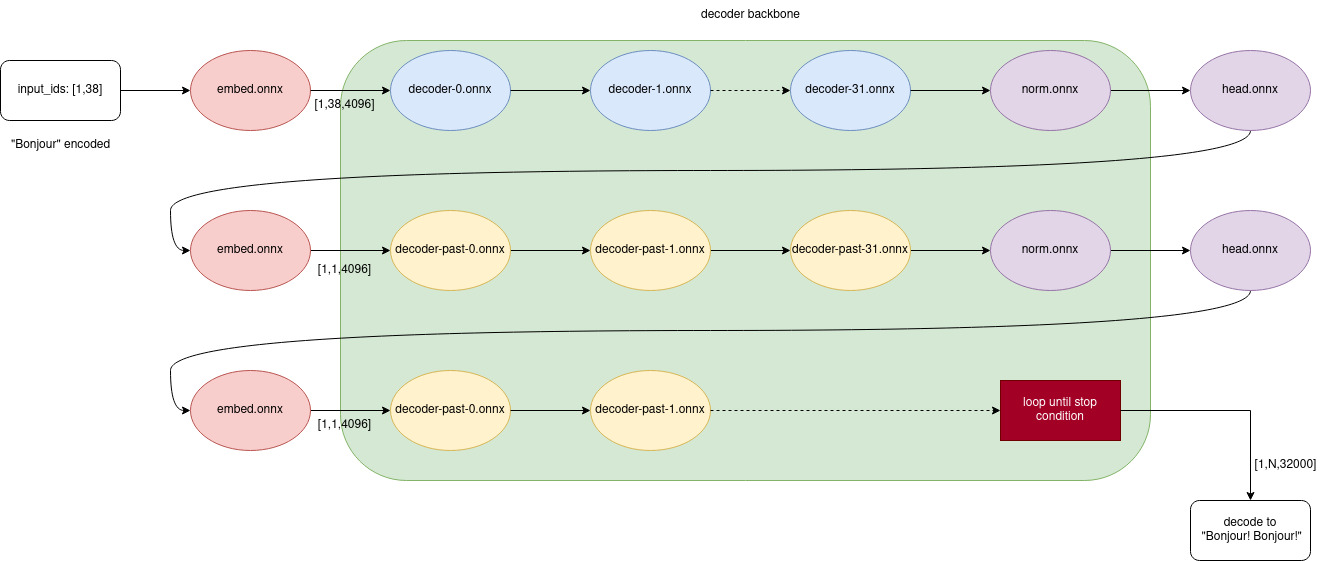 decoder backbone
input_ids: [1,38]
embed.onnx
decoder-0.onnx
decoder-1.onnx
decoder-31.onnx
norm.onnx
head.onnx
[1,38,4096]
"Bonjour" encoded
embed.onnx
decoder-past-0.onnx
decoder-past-1.onnx
decoder-past-31.onnx
norm.onnx
head.onnx
[1,1,4096]
embed.onnx
decoder-past-0.onnx
decoder-past-1.onnx
loop until stop
condition
[1,1,4096]
[1,N,32000]
decode to
"Bonjour! Bonjour!"